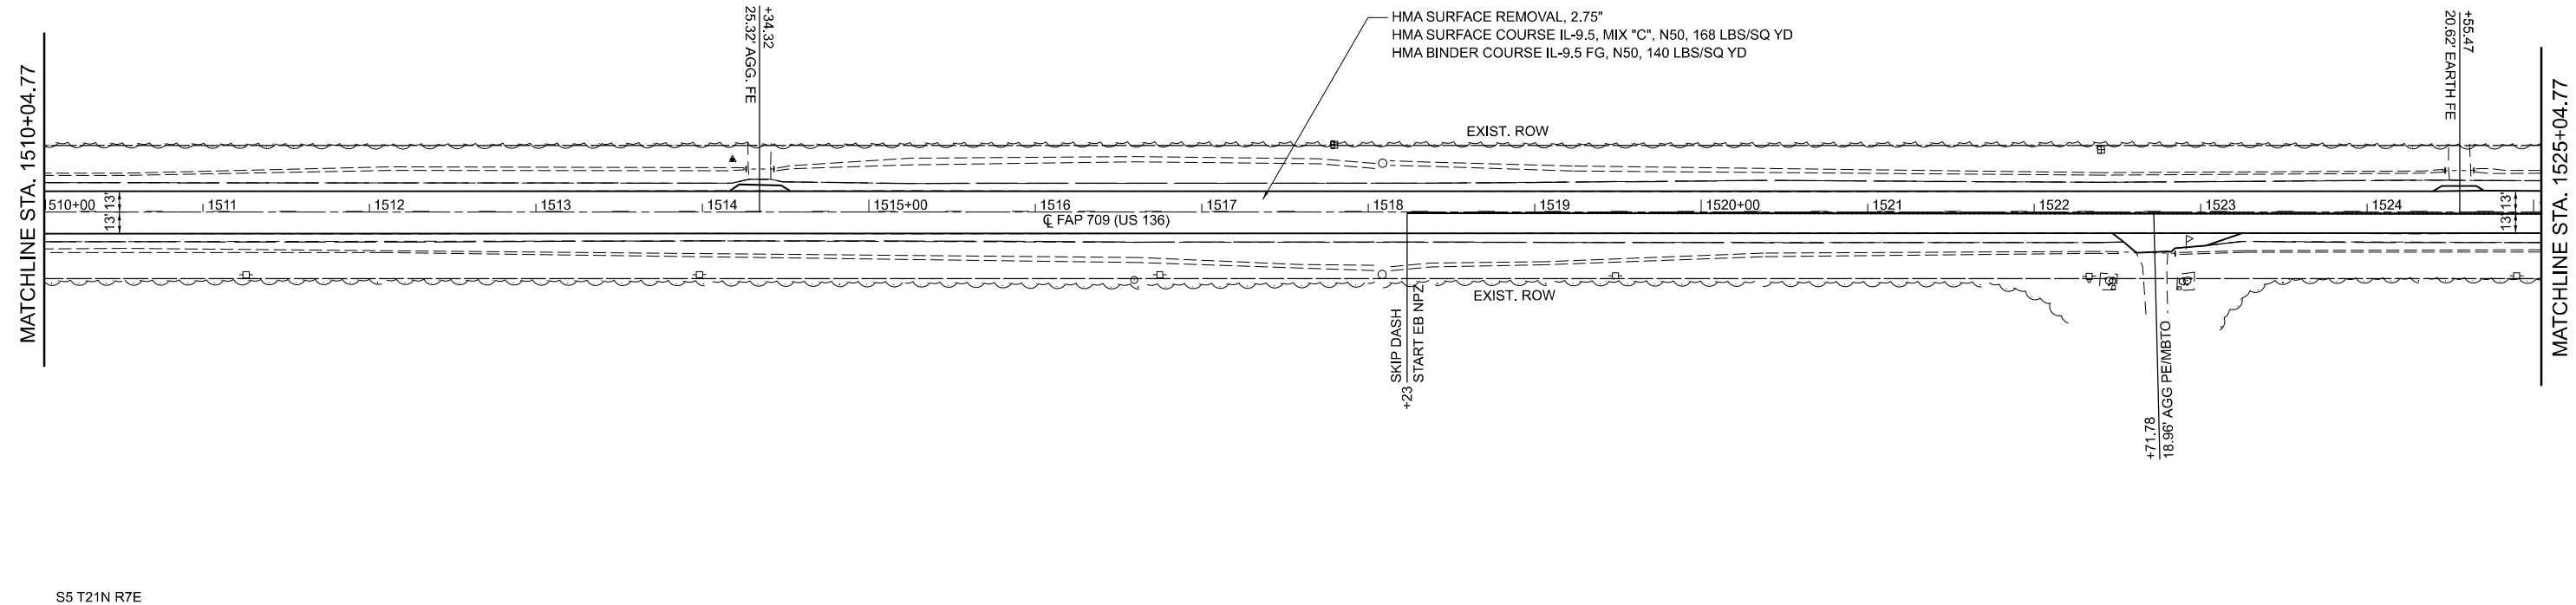 +34.32
25.32' AGG. FE
HMA SURFACE REMOVAL, 2.75"
HMA SURFACE COURSE IL-9.5, MIX "C", N50, 168 LBS/SQ YD
HMA BINDER COURSE IL-9.5 FG, N50, 140 LBS/SQ YD
+55.47
20.62' EARTH FE
MATCHLINE STA. 1510+04.77
MATCHLINE STA. 1525+04.77
EXIST. ROW
1510+00 1511 1512 1513 1514 1515+00 1516 1517 1518 1519 1520+00 1521 1522 1523 1524
13' 13'
13' 13'
℄ FAP 709 (US 136)
EXIST. ROW
SKIP DASH
START EB NPZ
+23
+71.78
18.96' AGG PE/MBTO
S5 T21N R7E